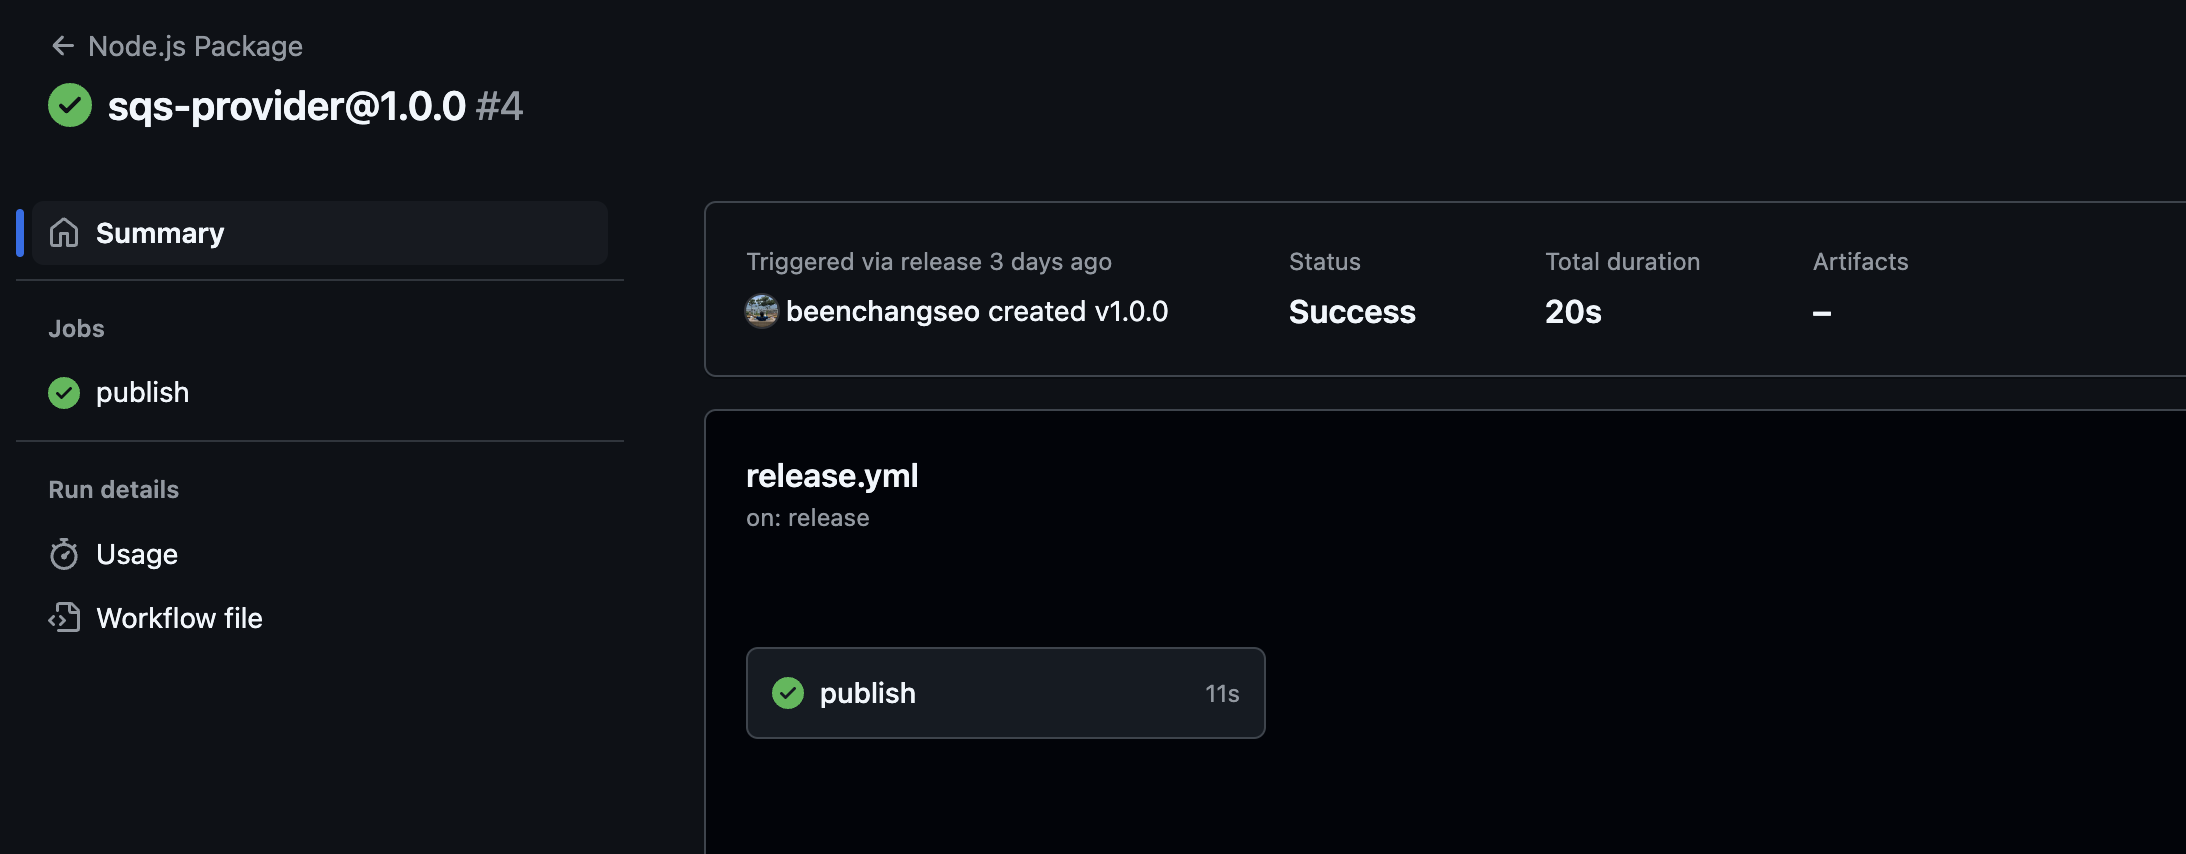 Node.js Package
sqs-provider@1.0.0 #4
Summary
Jobs
publish
Run details
Usage
Workflow file
Triggered via release 3 days ago
beenchangseo created v1.0.0
Status
Success
Total duration
20s
Artifacts
–
release.yml
on: release
publish 11s